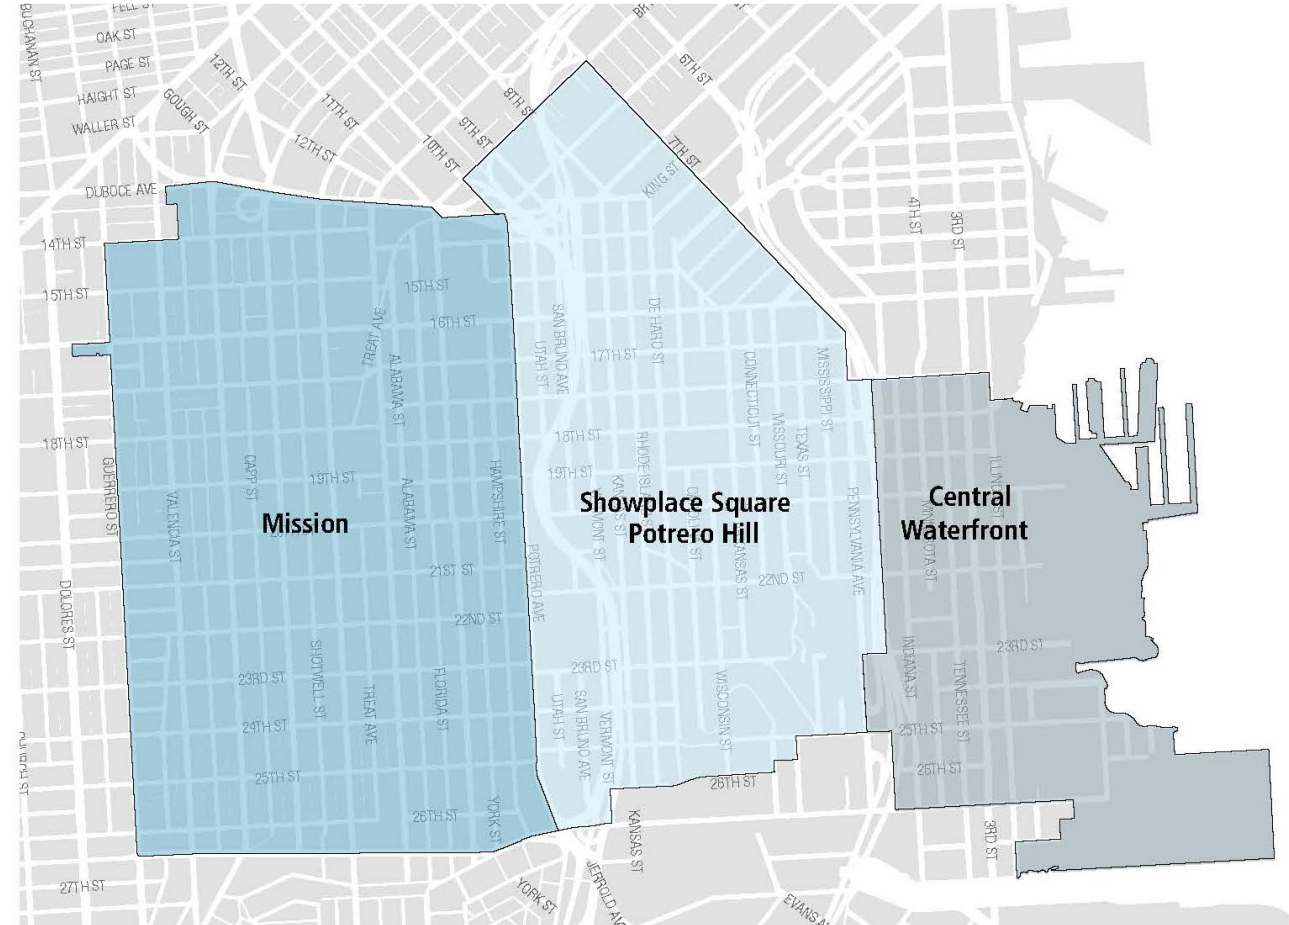 FELL ST
BUCHANAN ST
OAK ST
PAGE ST
HAIGHT ST
WALLER ST
GOUGH ST
12TH ST
11TH ST
12TH ST
10TH ST
9TH ST
8TH ST
6TH ST
7TH ST
KING ST
DUBOCE AVE
4TH ST
3RD ST
14TH ST
15TH ST
15TH ST
16TH ST
TREAT AVE
ALABAMA ST
SAN BRUNO AVE
UTAH ST
DE HARO ST
17TH ST
CONNECTICUT ST
MISSISSIPPI ST
MISSOURI ST
TEXAS ST
18TH ST
18TH ST
GUERRERO ST
VALENCIA ST
CAPP ST
19TH ST
ALABAMA ST
HAMPSHIRE ST
19TH ST
PENNSYLVANIA AVE
Mission
Showplace Square
Potrero Hill
Central
Waterfront
POTRERO AVE
21ST ST
22ND ST
22ND ST
DOLORES ST
SHOTWELL ST
23RD ST
TREAT AVE
FLORIDA ST
24TH ST
25TH ST
26TH ST
YORK ST
23RD ST
UTAH ST
SAN BRUNO AVE
VERMONT ST
WISCONSIN ST
26TH ST
KANSAS ST
INDIANA ST
TENNESSEE ST
23RD ST
25TH ST
26TH ST
3RD ST
27TH ST
YORK ST
JERROLD AVE